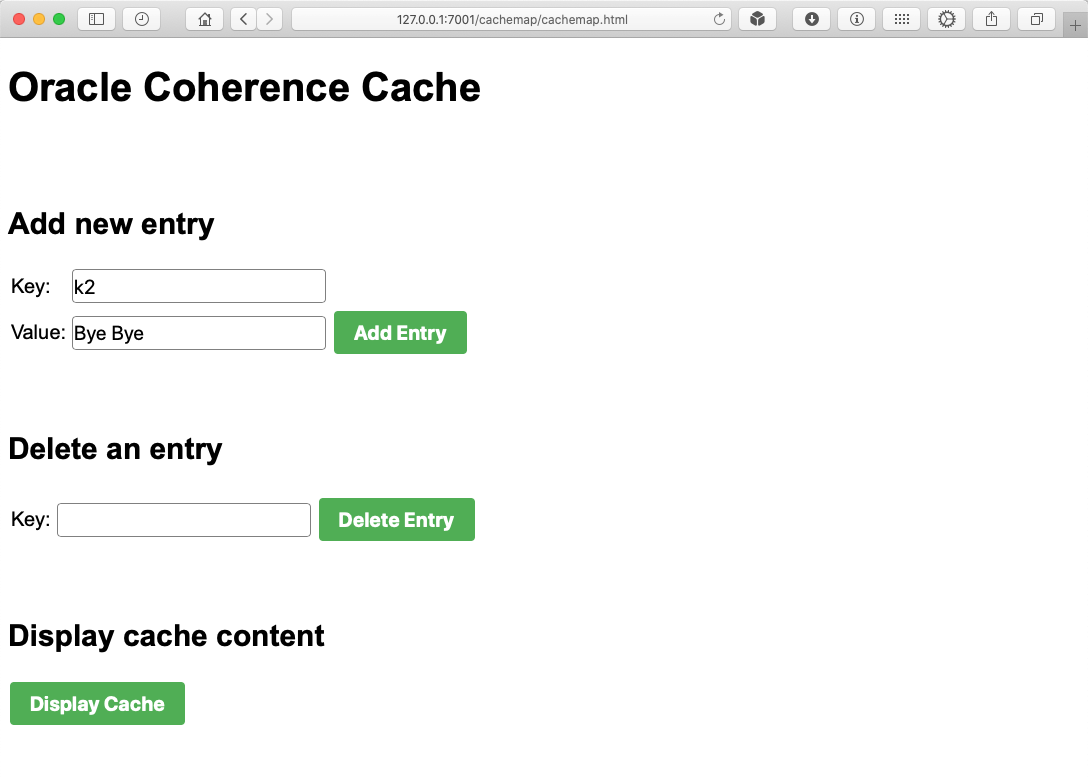 127.0.0.1:7001/cachemap/cachemap.html
Oracle Coherence Cache
Add new entry
Key: k2
Value: Bye Bye Add Entry
Delete an entry
Key: Delete Entry
Display cache content
Display Cache